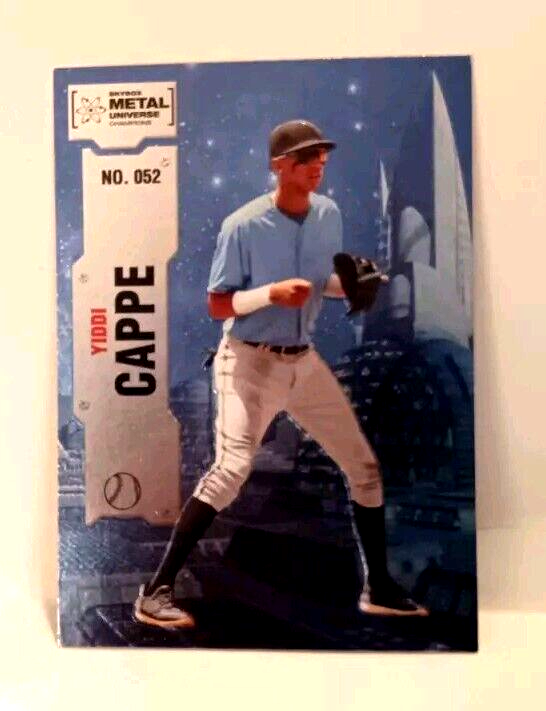 SKYBOX
METAL
UNIVERSE
CHAMPIONS
NO. 052
YIDDI
CAPPE